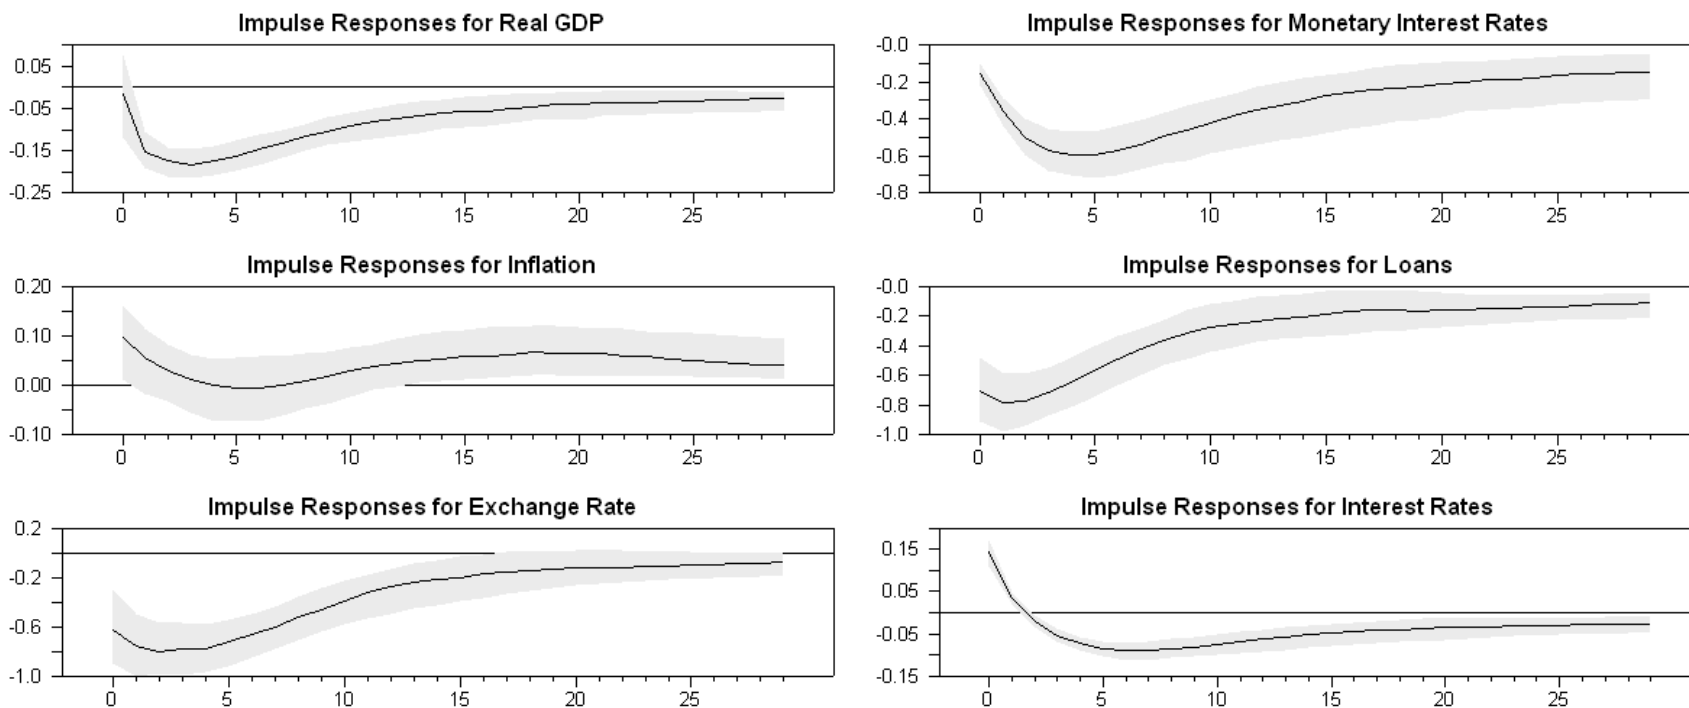 Impulse Responses for Real GDP
0.05
-0.05
-0.15
-0.25
0 5 10 15 20 25
Impulse Responses for Monetary Interest Rates
-0.0
-0.2
-0.4
-0.6
-0.8
0 5 10 15 20 25
Impulse Responses for Inflation
0.20
0.10
0.00
-0.10
0 5 10 15 20 25
Impulse Responses for Loans
-0.0
-0.2
-0.4
-0.6
-0.8
-1.0
0 5 10 15 20 25
Impulse Responses for Exchange Rate
0.2
-0.2
-0.6
-1.0
0 5 10 15 20 25
Impulse Responses for Interest Rates
0.15
0.05
-0.05
-0.15
0 5 10 15 20 25